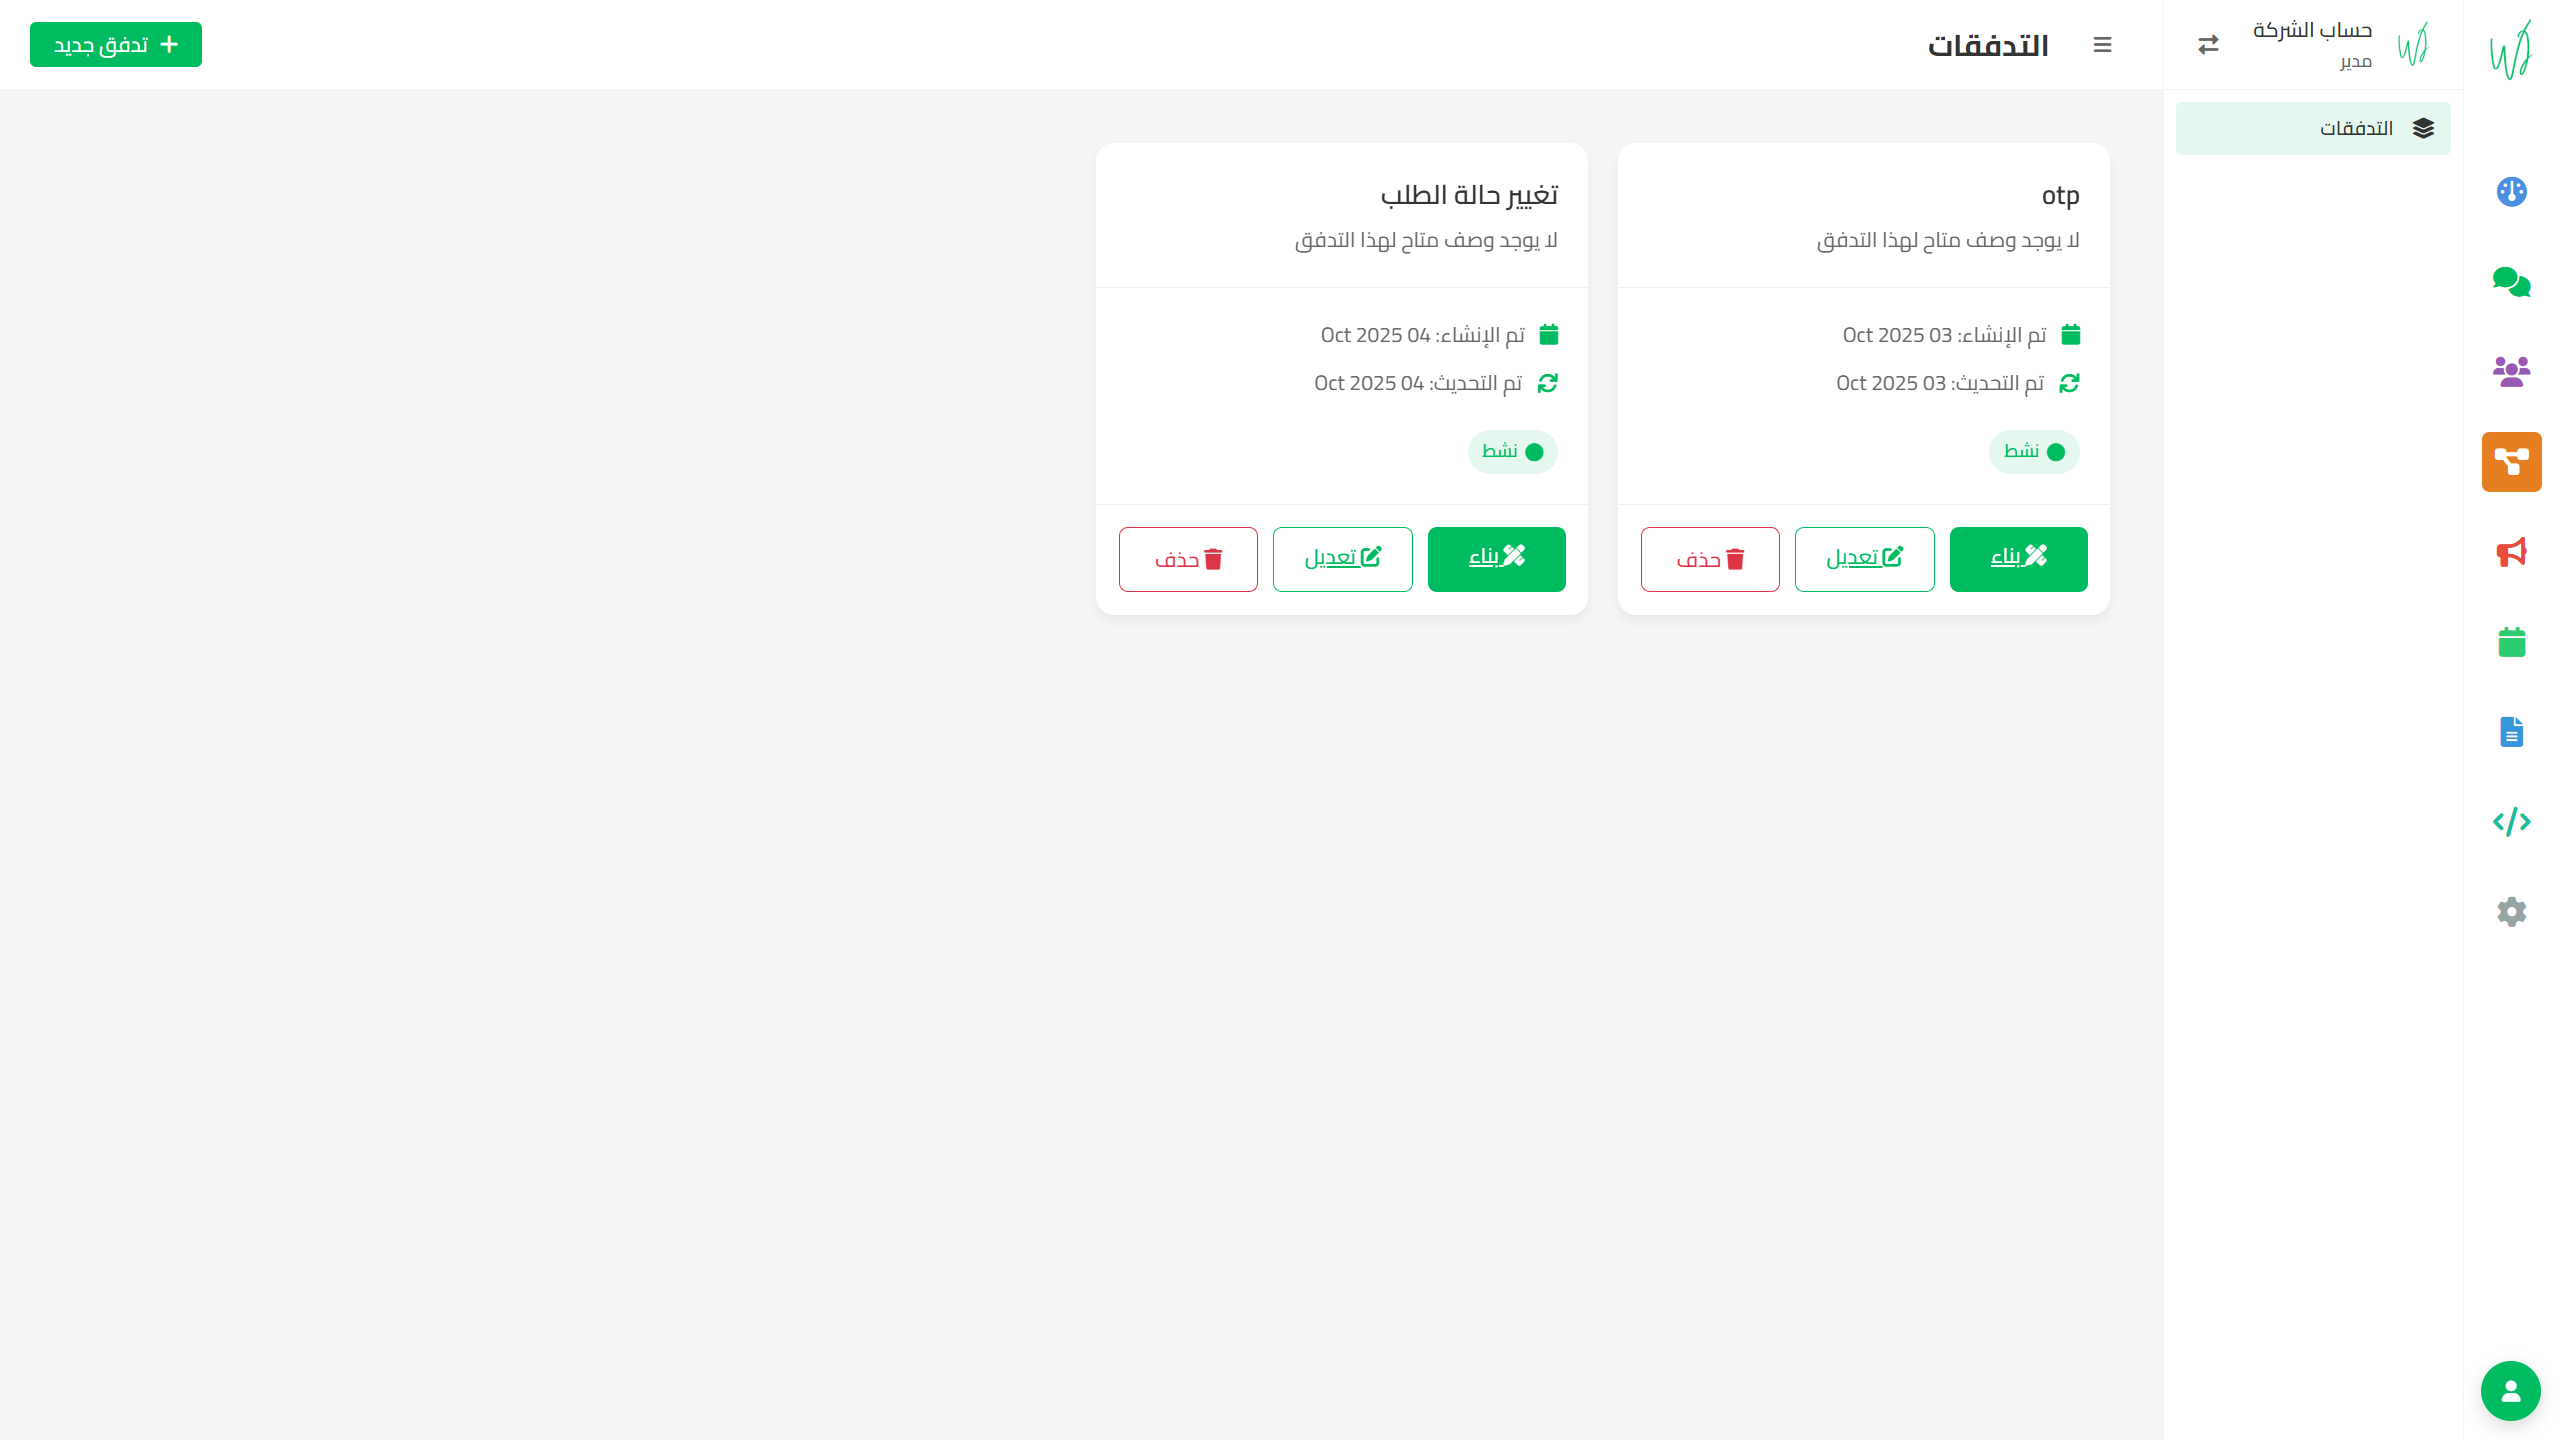 حساب الشركة
مدير
التدفقات
التدفقات
تدفق جديد
otp
لا يوجد وصف متاح لهذا التدفق
تم الإنشاء: 03 Oct 2025
تم التحديث: 03 Oct 2025
نشط
بناء
تعديل
حذف
تغيير حالة الطلب
لا يوجد وصف متاح لهذا التدفق
تم الإنشاء: 04 Oct 2025
تم التحديث: 04 Oct 2025
نشط
بناء
تعديل
حذف